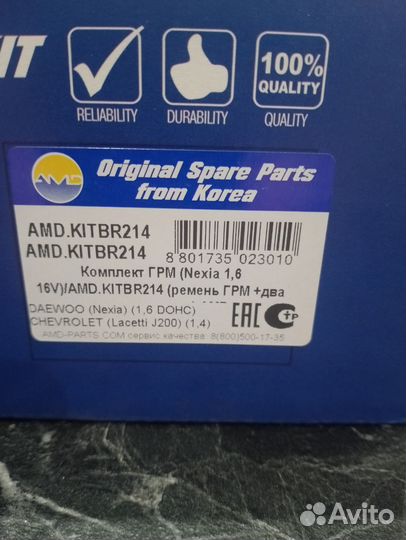 IT
RELIABILITY
DURABILITY
100%
QUALITY
QUALITY
AMD
Original Spare Parts
from Korea
AMD.KITBR214
AMD.KITBR214
8 801735 023010
Комплект ГРМ (Nexia 1,6
16V)/AMD.KITBR214 (ремень ГРМ +два
DAEWOO (Nexia) (1,6 DOHC)
CHEVROLET (Lacetti J200) (1,4)
AMD-PARTS.COM сервис качества: 8(800)500-17-35
EAC
тр
Avito